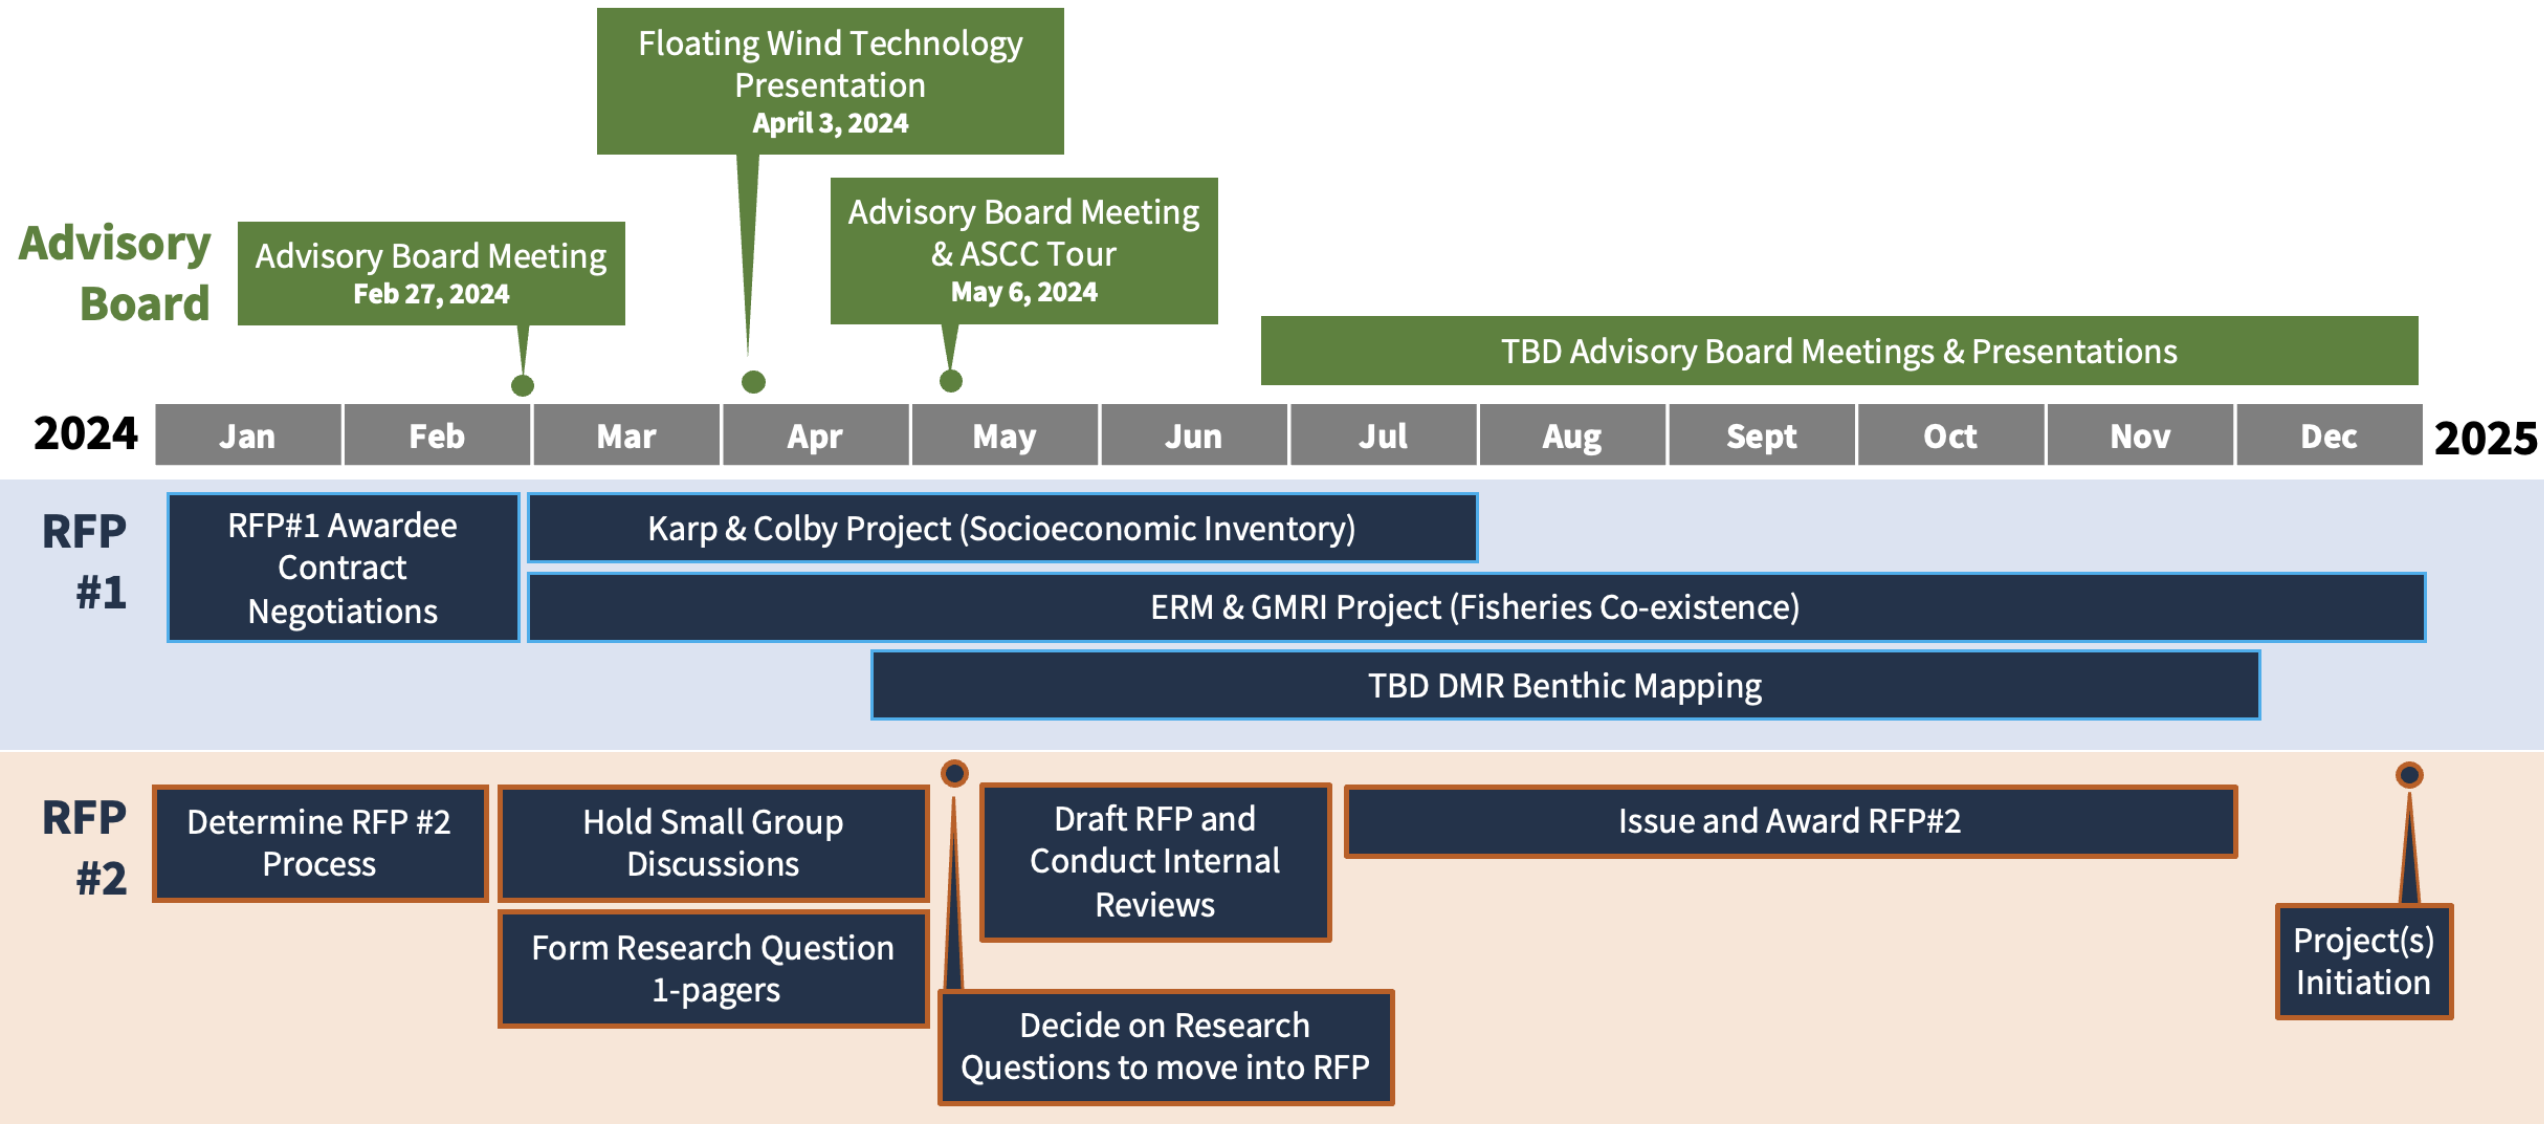 Floating Wind Technology
Presentation
April 3, 2024
Advisory Board Meeting
& ASCC Tour
May 6, 2024
Advisory
Board
Advisory Board Meeting
Feb 27, 2024
TBD Advisory Board Meetings & Presentations
2024 Jan Feb Mar Apr May Jun Jul Aug Sept Oct Nov Dec 2025
RFP
#1
RFP#1 Awardee
Contract
Negotiations
Karp & Colby Project (Socioeconomic Inventory)
ERM & GMRI Project (Fisheries Co-existence)
TBD DMR Benthic Mapping
RFP
#2
Determine RFP #2
Process
Hold Small Group
Discussions
Form Research Question
1-pagers
Draft RFP and
Conduct Internal
Reviews
Decide on Research
Questions to move into RFP
Issue and Award RFP#2
Project(s)
Initiation